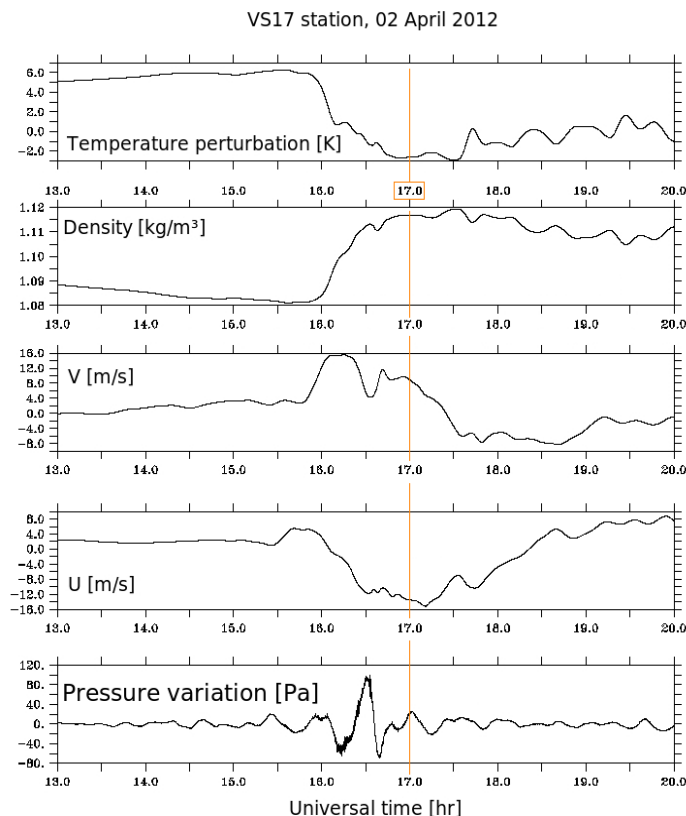 VS17 station, 02 April 2012
6.0
4.0
2.0
0.0
-2.0
Temperature perturbation [K]
13.0 14.0 15.0 16.0 17.0 18.0 19.0 20.0
1.12
1.11
1.10
1.09
1.08
Density [kg/m³]
13.0 14.0 15.0 16.0 17.0 18.0 19.0 20.0
16.0
12.0
8.0
4.0
0.0
-4.0
-8.0
V [m/s]
13.0 14.0 15.0 16.0 17.0 18.0 19.0 20.0
8.0
4.0
0.0
-4.0
-8.0
-12.0
-16.0
U [m/s]
13.0 14.0 15.0 16.0 17.0 18.0 19.0 20.0
120.
80.
40.
0.
-40.
-80.
Pressure variation [Pa]
13.0 14.0 15.0 16.0 17.0 18.0 19.0 20.0
Universal time [hr]